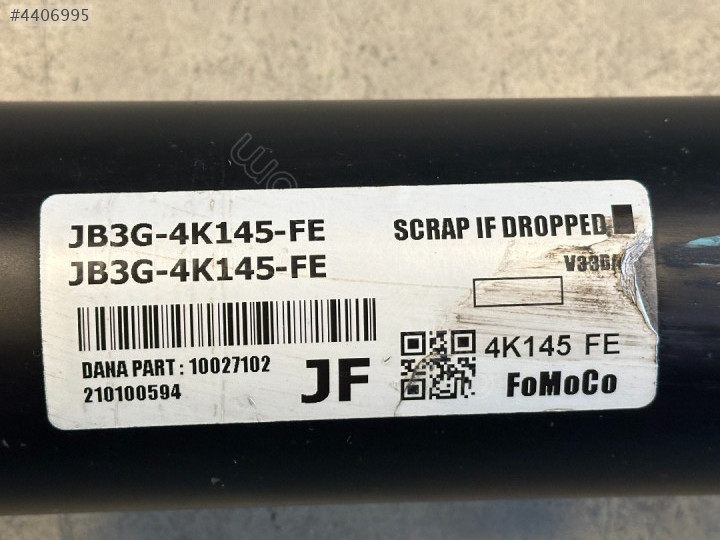 #4406995
JB3G-4K145-FE
JB3G-4K145-FE
SCRAP IF DROPPED
DANA PART : 10027102
210100594
JF
4K145 FE
FoMoCo